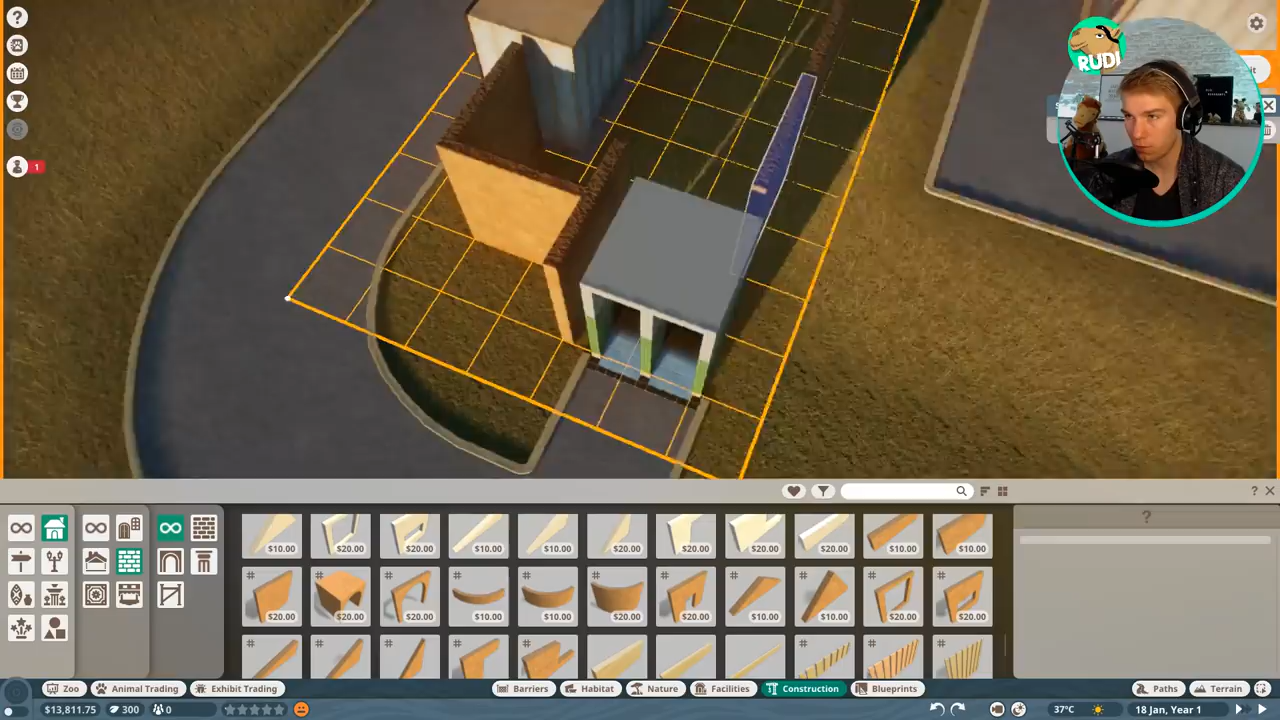 RUDI
1
$10.00 $20.00 $20.00 $10.00 $10.00 $20.00 $20.00 $20.00 $20.00 $10.00 $20.00
$20.00 $20.00 $20.00 $10.00 $10.00 $20.00 $20.00 $10.00 $10.00 $20.00 $20.00
Zoo Animal Trading Exhibit Trading Barriers Habitat Nature Facilities Construction Blueprints Paths Terrain
$13,811.75 300 0 37°C 18 Jan, Year 1